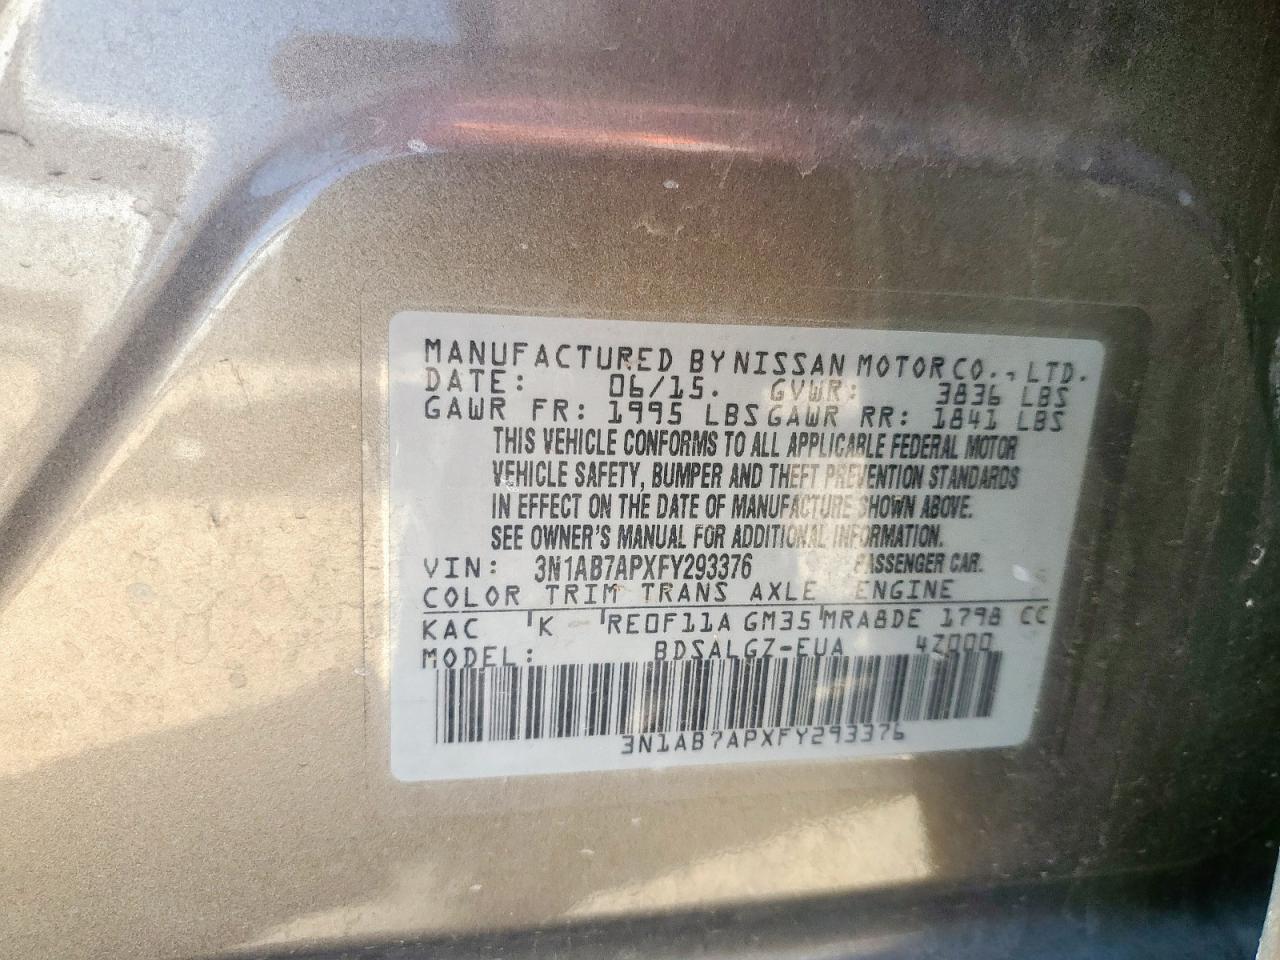 MANUFACTURED BY NISSAN MOTOR CO., LTD.
DATE: 06/15. GVWR: 3836 LBS
GAWR FR: 1995 LBS GAWR RR: 1841 LBS
THIS VEHICLE CONFORMS TO ALL APPLICABLE FEDERAL MOTOR
VEHICLE SAFETY, BUMPER AND THEFT PREVENTION STANDARDS
IN EFFECT ON THE DATE OF MANUFACTURE SHOWN ABOVE.
SEE OWNER'S MANUAL FOR ADDITIONAL INFORMATION.
VIN: 3N1AB7APXFY293376 PASSENGER CAR.
COLOR TRIM TRANS AXLE ENGINE
KAC K RE0F11A GM35 MRA8DE 1798 CC
MODEL: BDSALGZ-EUA 4Z000
3N1AB7APXFY293376